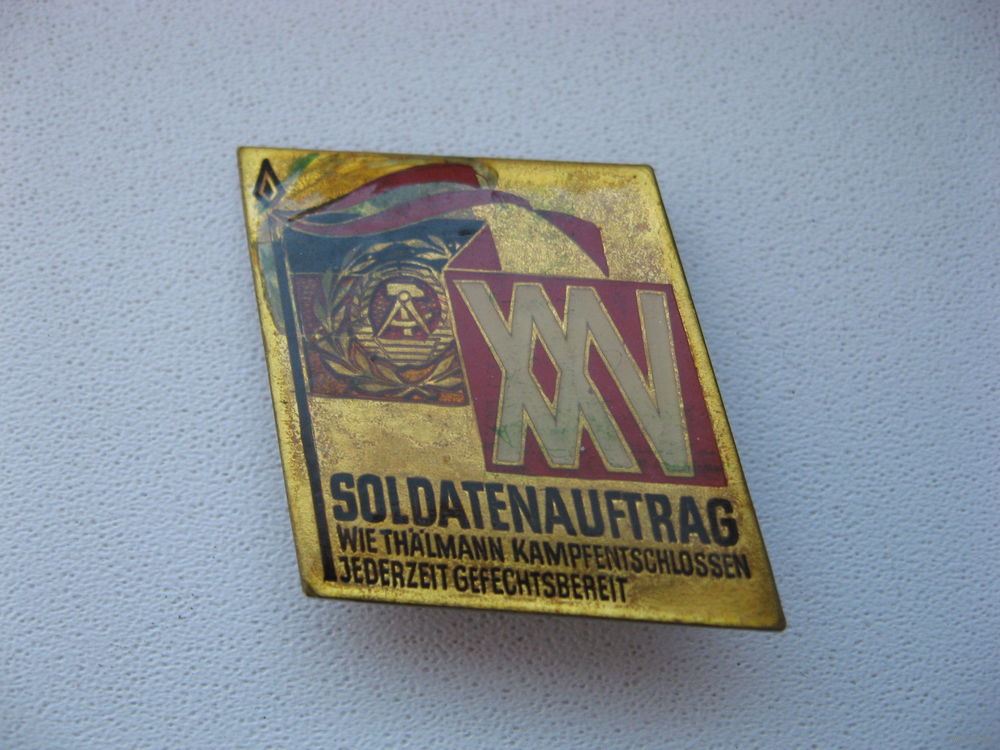 XXV
SOLDATENAUFTRAG
WIE THÄLMANN KAMPFENTSCHLOSSEN
JEDERZEIT GEFECHTSBEREIT